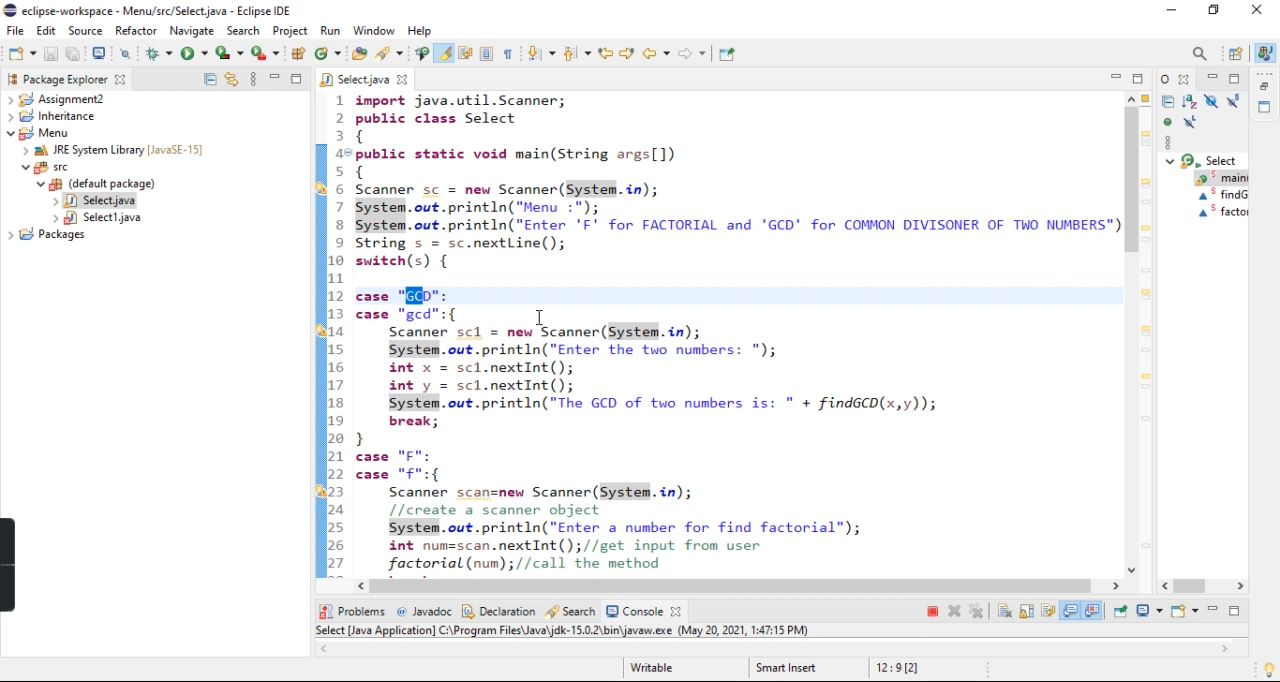 eclipse-workspace - Menu/src/Select.java - Eclipse IDE
File Edit Source Refactor Navigate Search Project Run Window Help
Package Explorer
Select.java
Assignment2
Inheritance
Menu
JRE System Library [JavaSE-15]
src
(default package)
Select.java
Select1.java
Packages
1 import java.util.Scanner;
2 public class Select
3 {
4 public static void main(String args[])
5 {
6 Scanner sc = new Scanner(System.in);
7 System.out.println("Menu :");
8 System.out.println("Enter 'F' for FACTORIAL and 'GCD' for COMMON DIVISONER OF TWO NUMBERS")
9 String s = sc.nextLine();
10 switch(s) {
11
12 case "GCD":
13 case "gcd":{
14 Scanner sc1 = new Scanner(System.in);
15 System.out.println("Enter the two numbers: ");
16 int x = sc1.nextInt();
17 int y = sc1.nextInt();
18 System.out.println("The GCD of two numbers is: " + findGCD(x,y));
19 break;
20 }
21 case "F":
22 case "f":{
23 Scanner scan=new Scanner(System.in);
24 //create a scanner object
25 System.out.println("Enter a number for find factorial");
26 int num=scan.nextInt();//get input from user
27 factorial(num);//call the method
O
Select
main(
findG
facto
Problems @ Javadoc Declaration Search Console
Select [Java Application] C:\Program Files\Java\jdk-15.0.2\bin\javaw.exe (May 20, 2021, 1:47:15 PM)
Writable Smart Insert 12 : 9 [2]